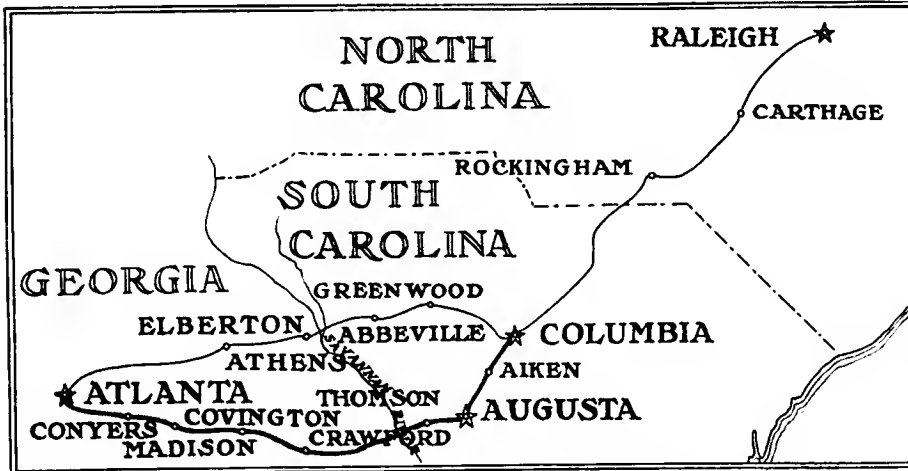 NORTH
CAROLINA
RALEIGH
CARTHAGE
ROCKINGHAM
SOUTH
CAROLINA
GEORGIA
GREENWOOD
ELBERTON
ABBEVILLE
COLUMBIA
ATHENS
SAVANNAH RIVER
AIKEN
ATLANTA
THOMSON
AUGUSTA
CONYERS
COVINGTON
CRAWFORD
MADISON